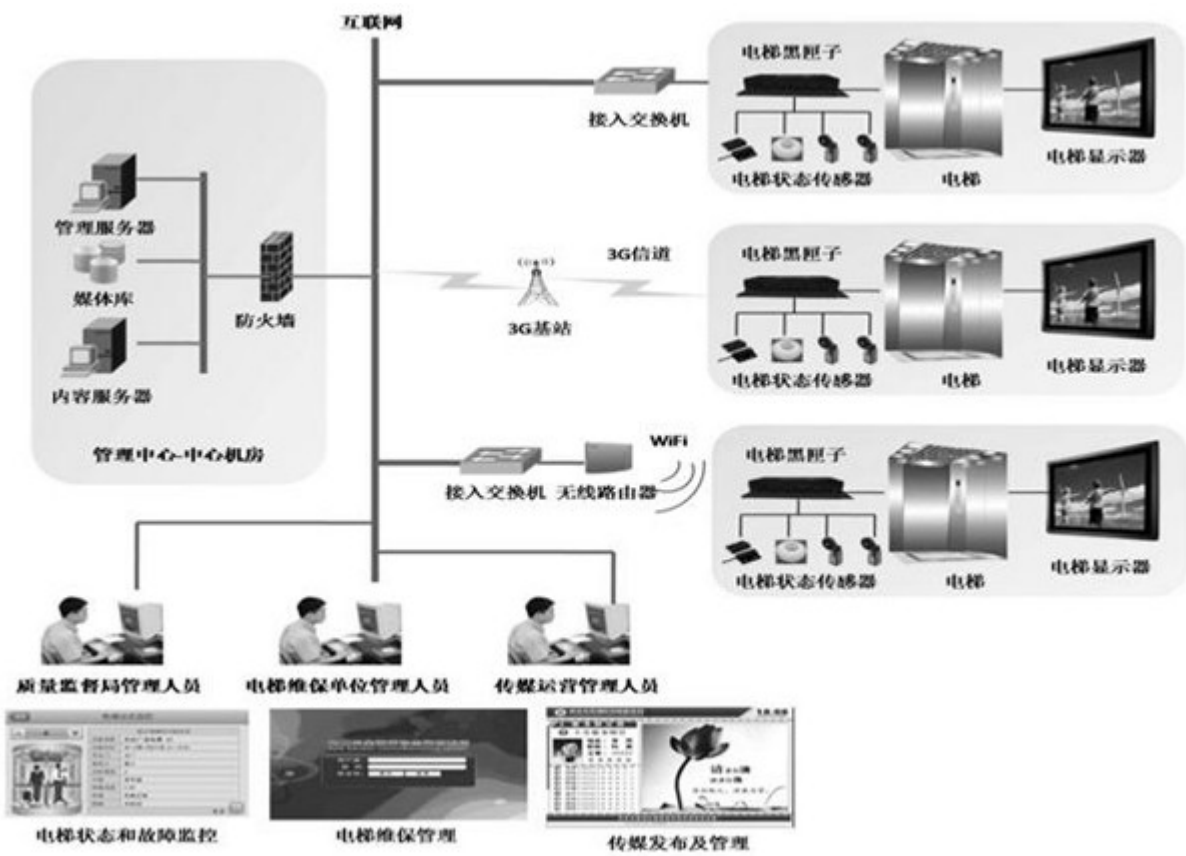 互联网
电梯黑匣子
接入交换机
电梯状态传感器
电梯
电梯显示器
管理服务器
媒体库
内容服务器
防火墙
管理中心-中心机房
3G信道
3G基站
电梯黑匣子
电梯状态传感器
电梯
电梯显示器
WiFi
接入交换机
无线路由器
电梯黑匣子
电梯状态传感器
电梯
电梯显示器
质量监督局管理人员
电梯维保单位管理人员
传媒运营管理人员
电梯状态和故障监控
电梯维保管理
传媒发布及管理